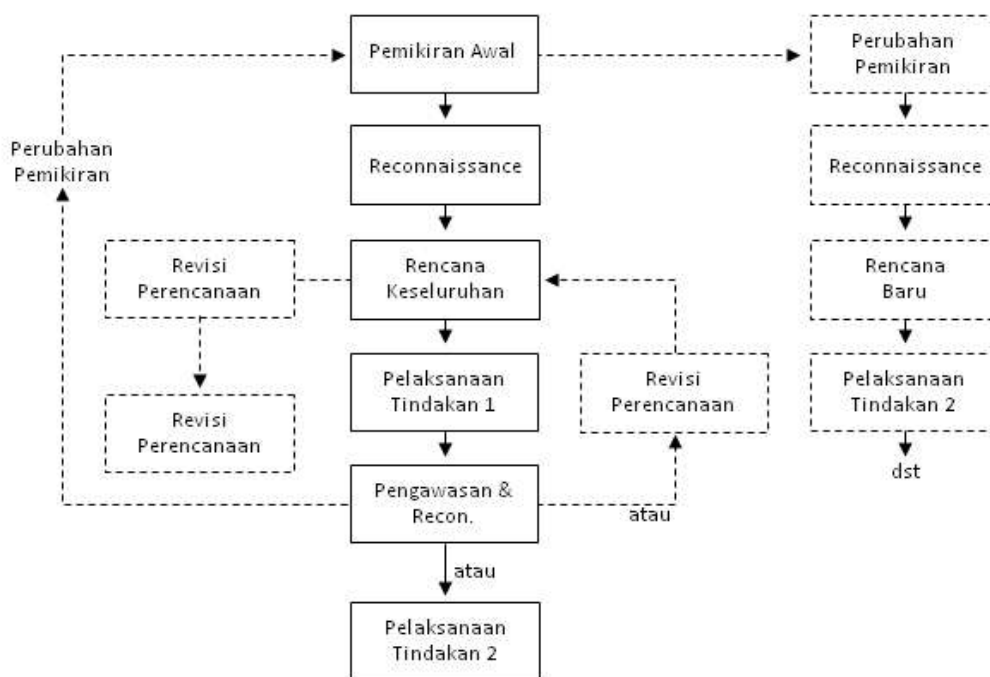 Pemikiran Awal
Perubahan
Pemikiran
Perubahan
Pemikiran
Reconnaissance
Reconnaissance
Revisi
Perencanaan
Rencana
Keseluruhan
Rencana
Baru
Revisi
Perencanaan
Pelaksanaan
Tindakan 1
Revisi
Perencanaan
Pelaksanaan
Tindakan 2
Pengawasan &
Recon.
atau
dst
atau
Pelaksanaan
Tindakan 2